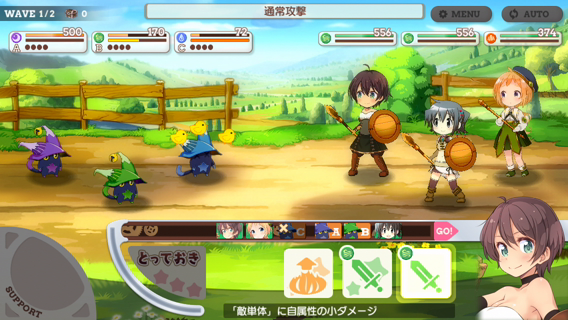 WAVE 1/2 0
通常攻撃
MENU
AUTO
500
170
72
556
556
374
A
B
C
A
B
GO!
とっておき
SUPPORT
「敵単体」に自属性の小ダメージ